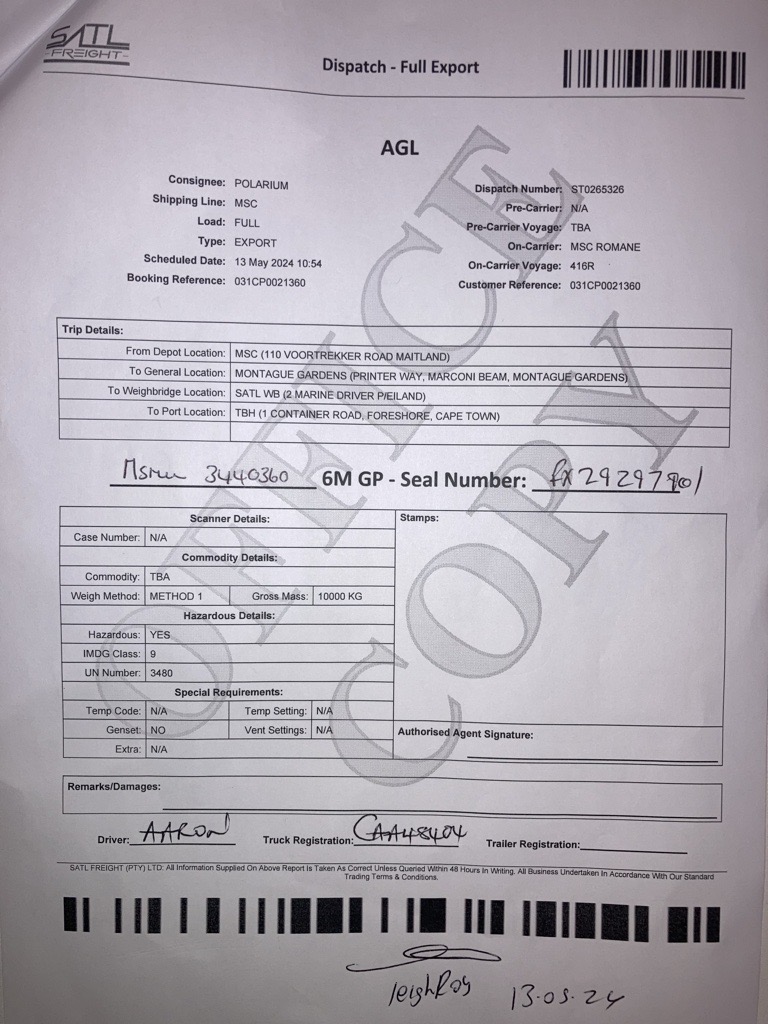 SATL
FREIGHT
Dispatch - Full Export
AGL
Consignee: POLARIUM
Shipping Line: MSC
Load: FULL
Type: EXPORT
Scheduled Date: 13 May 2024 10:54
Booking Reference: 031CP0021360
Dispatch Number: ST0265326
Pre-Carrier: N/A
Pre-Carrier Voyage: TBA
On-Carrier: MSC ROMANE
On-Carrier Voyage: 416R
Customer Reference: 031CP0021360
Trip Details:
From Depot Location: MSC (110 VOORTREKKER ROAD MAITLAND)
To General Location: MONTAGUE GARDENS (PRINTER WAY, MARCONI BEAM, MONTAGUE GARDENS)
To Weighbridge Location: SATL WB (2 MARINE DRIVER P/EILAND)
To Port Location: TBH (1 CONTAINER ROAD, FORESHORE, CAPE TOWN)
3440360 6M GP - Seal Number:
Scanner Details:
Case Number: N/A
Commodity Details:
Commodity: TBA
Weigh Method: METHOD 1 Gross Mass: 10000 KG
Hazardous Details:
Hazardous: YES
IMDG Class: 9
UN Number: 3480
Special Requirements:
Temp Code: N/A Temp Setting: N/A
Genset: NO Vent Settings: N/A
Extra: N/A
Stamps:
Authorised Agent Signature:
Remarks/Damages:
Driver: AARON Truck Registration: CAA48404 Trailer Registration:
SATL FREIGHT (PTY) LTD: All Information Supplied On Above Report Is Taken As Correct Unless Queried Within 48 Hours In Writing. All Business Undertaken In Accordance With Our Standard
Trading Terms & Conditions.
OFFICE
COPY
leighRoy 13.05.24